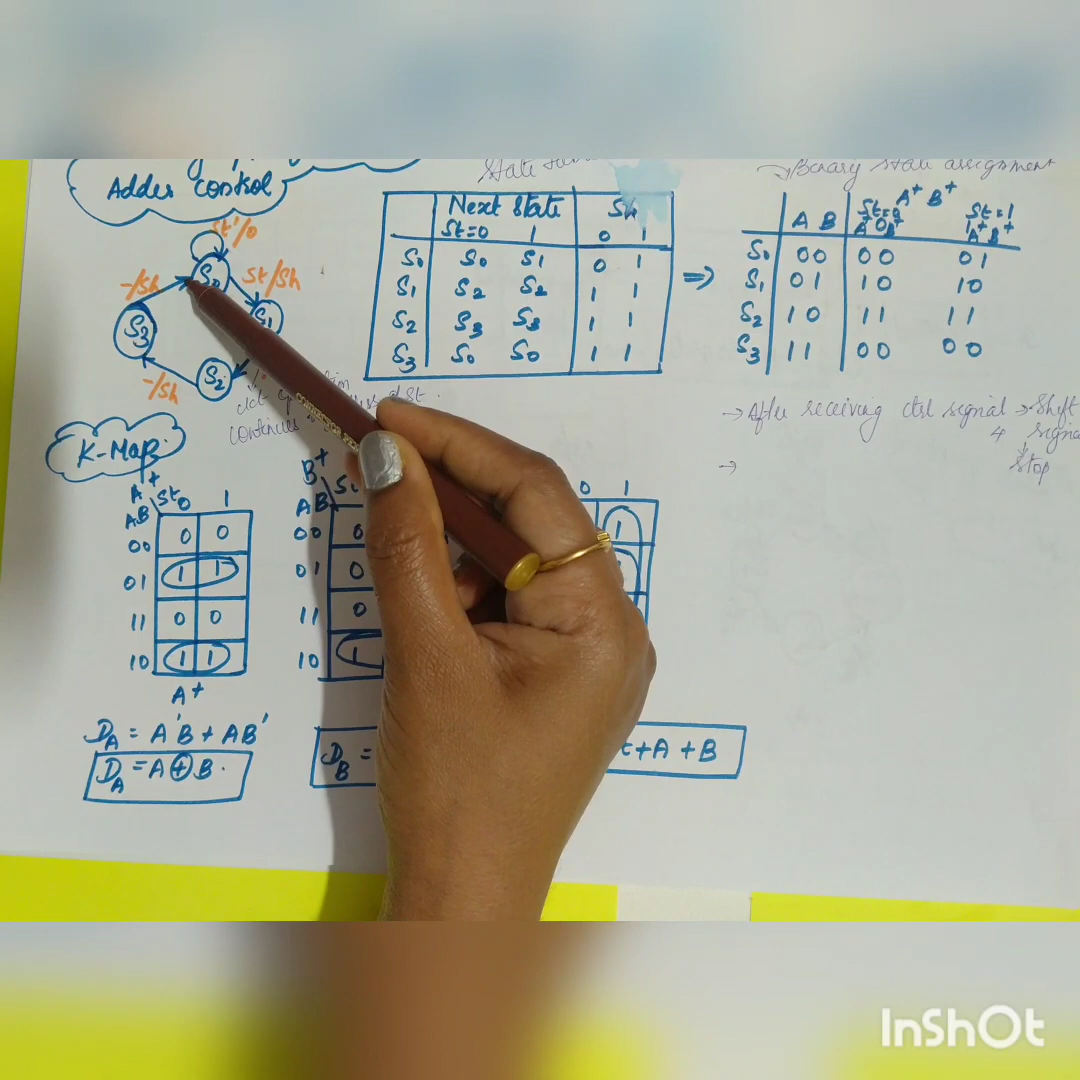 Adder control
St'/0
S0
St/Sh
-/Sh
S1
S3
S2
-/Sh
continues
State
Next State Sh
St=0 1 0 1
S0 S0 S1 0 1
S1 S2 S2 1 1
S2 S3 S3 1 1
S3 S0 S0 1 1
⇒
→ Binary state assignment
A+ B+
A B St=0 St=1
A+ B+ A+ B+
S0 00 00 01
S1 01 10 10
S2 10 11 11
S3 11 00 00
→ After receiving ctrl signal → Shift
4 signal
↓
Stop
→
K-Map
A+
St
AB 0 1
00 0 0
01 1 1
11 0 0
10 1 1
A+
DA = A'B + AB'
DA = A ⊕ B.
B+
AB
00 0
01 0
11 0
10 1
DB =
0 1
1
+ A + B
InShOt